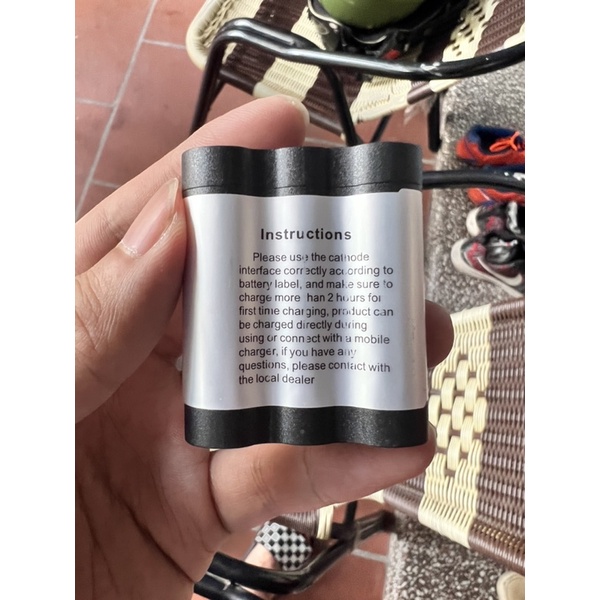 Instructions
Please use the cathode
interface correctly according to
battery label, and make sure to
charge more than 2 hours for
first time charging, product can
be charged directly during
using or connect with a mobile
charger, if you have any
questions, please contact with
the local dealer